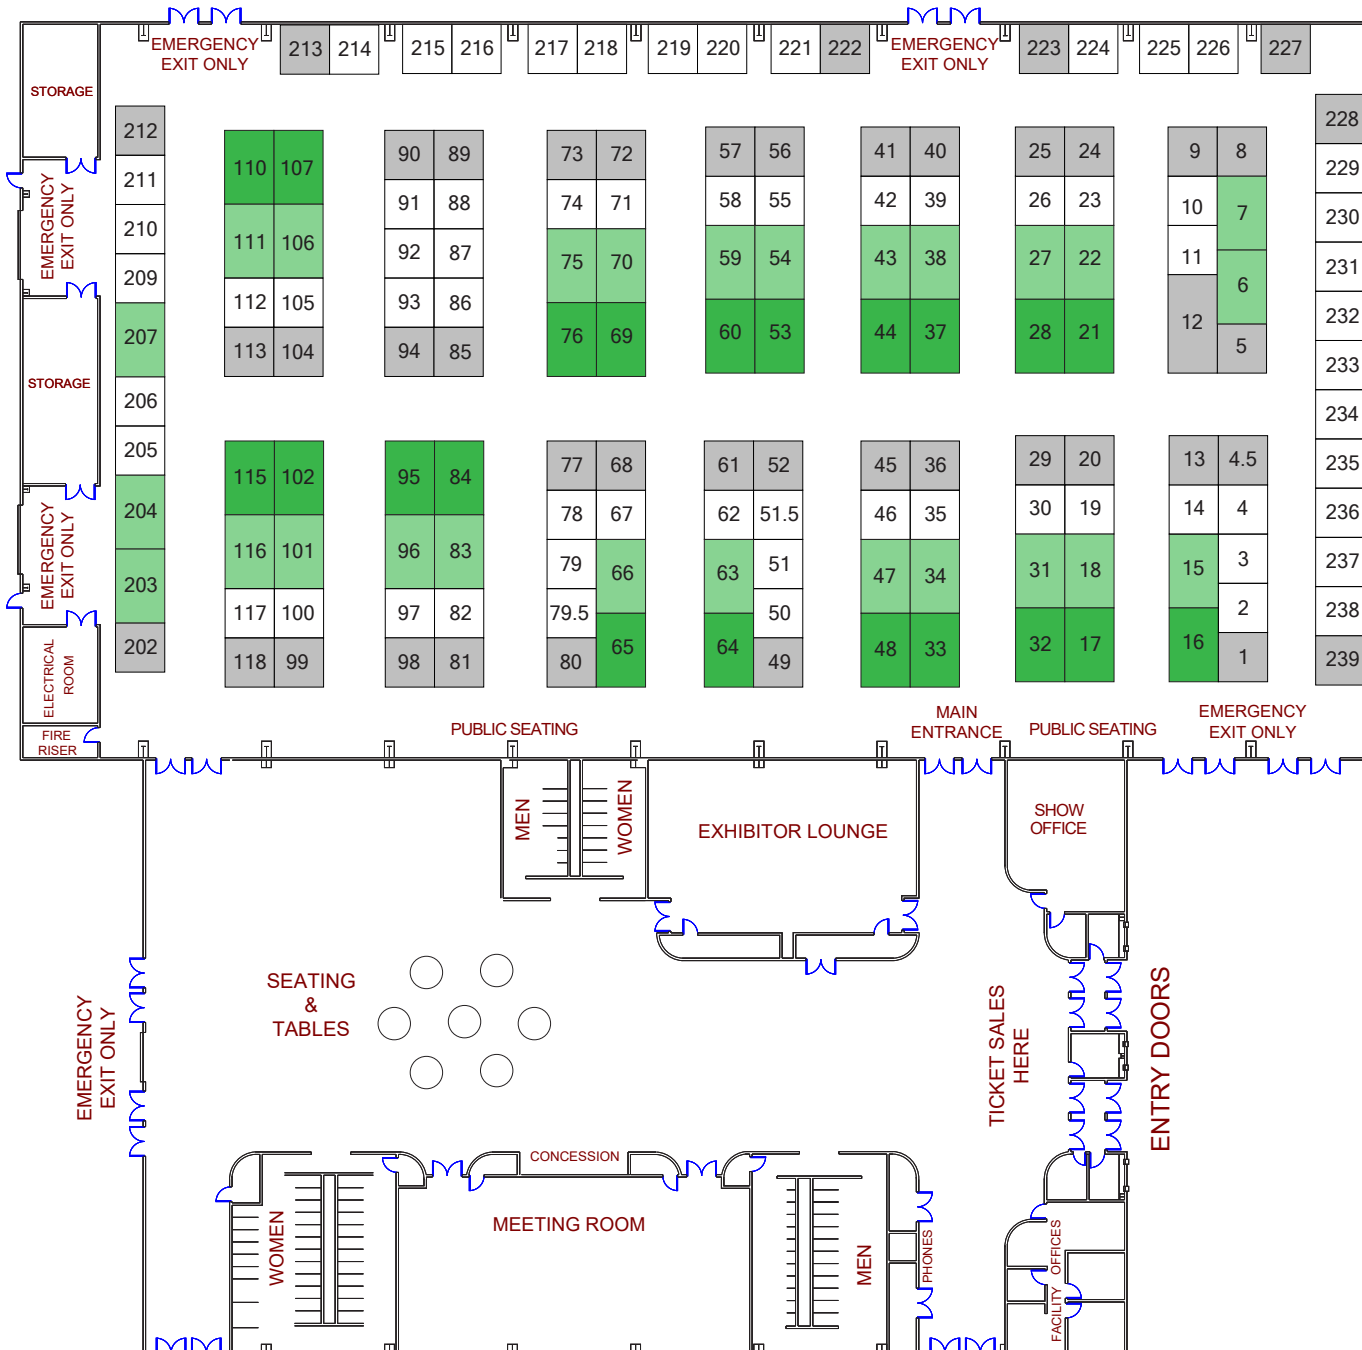 EMERGENCY
EXIT ONLY
213 214 215 216 217 218 219 220 221 222
EMERGENCY
EXIT ONLY
223 224 225 226 227
STORAGE
EMERGENCY
EXIT ONLY
STORAGE
EMERGENCY
EXIT ONLY
ELECTRICAL
ROOM
FIRE
RISER
212
211
210
209
207
206
205
204
203
202
110 107
111 106
112 105
113 104
90 89
91 88
92 87
93 86
94 85
73 72
74 71
75 70
76 69
57 56
58 55
59 54
60 53
41 40
42 39
43 38
44 37
25 24
26 23
27 22
28 21
9 8
10 7
11 6
12 5
228
229
230
231
232
233
234
235
236
237
238
239
115 102
116 101
117 100
118 99
95 84
96 83
97 82
98 81
77 68
78 67
79 66
79.5 65
80
61 52
62 51.5
63 51
64 50
49
45 36
46 35
47 34
48 33
29 20
30 19
31 18
32 17
13 4.5
14 4
15 3
16 2
1
PUBLIC SEATING
MAIN
ENTRANCE
PUBLIC SEATING
EMERGENCY
EXIT ONLY
MEN
WOMEN
EXHIBITOR LOUNGE
SHOW
OFFICE
SEATING
&
TABLES
EMERGENCY
EXIT ONLY
TICKET SALES
HERE
ENTRY DOORS
CONCESSION
WOMEN
MEETING ROOM
MEN
PHONES
FACILITY OFFICES